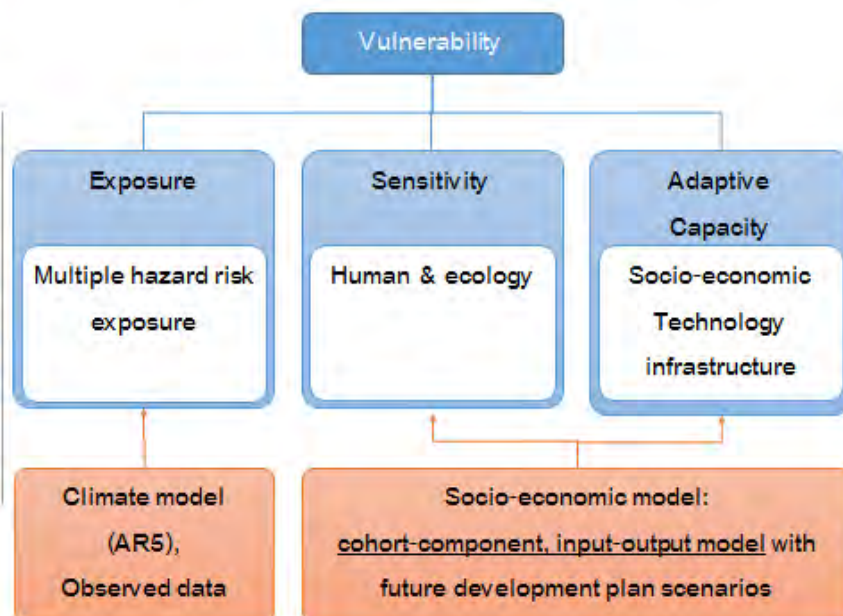 Vulnerability
Exposure
Multiple hazard risk
exposure
Sensitivity
Human & ecology
Adaptive
Capacity
Socio-economic
Technology
infrastructure
Climate model
(AR5),
Observed data
Socio-economic model:
cohort-component, input-output model with
future development plan scenarios